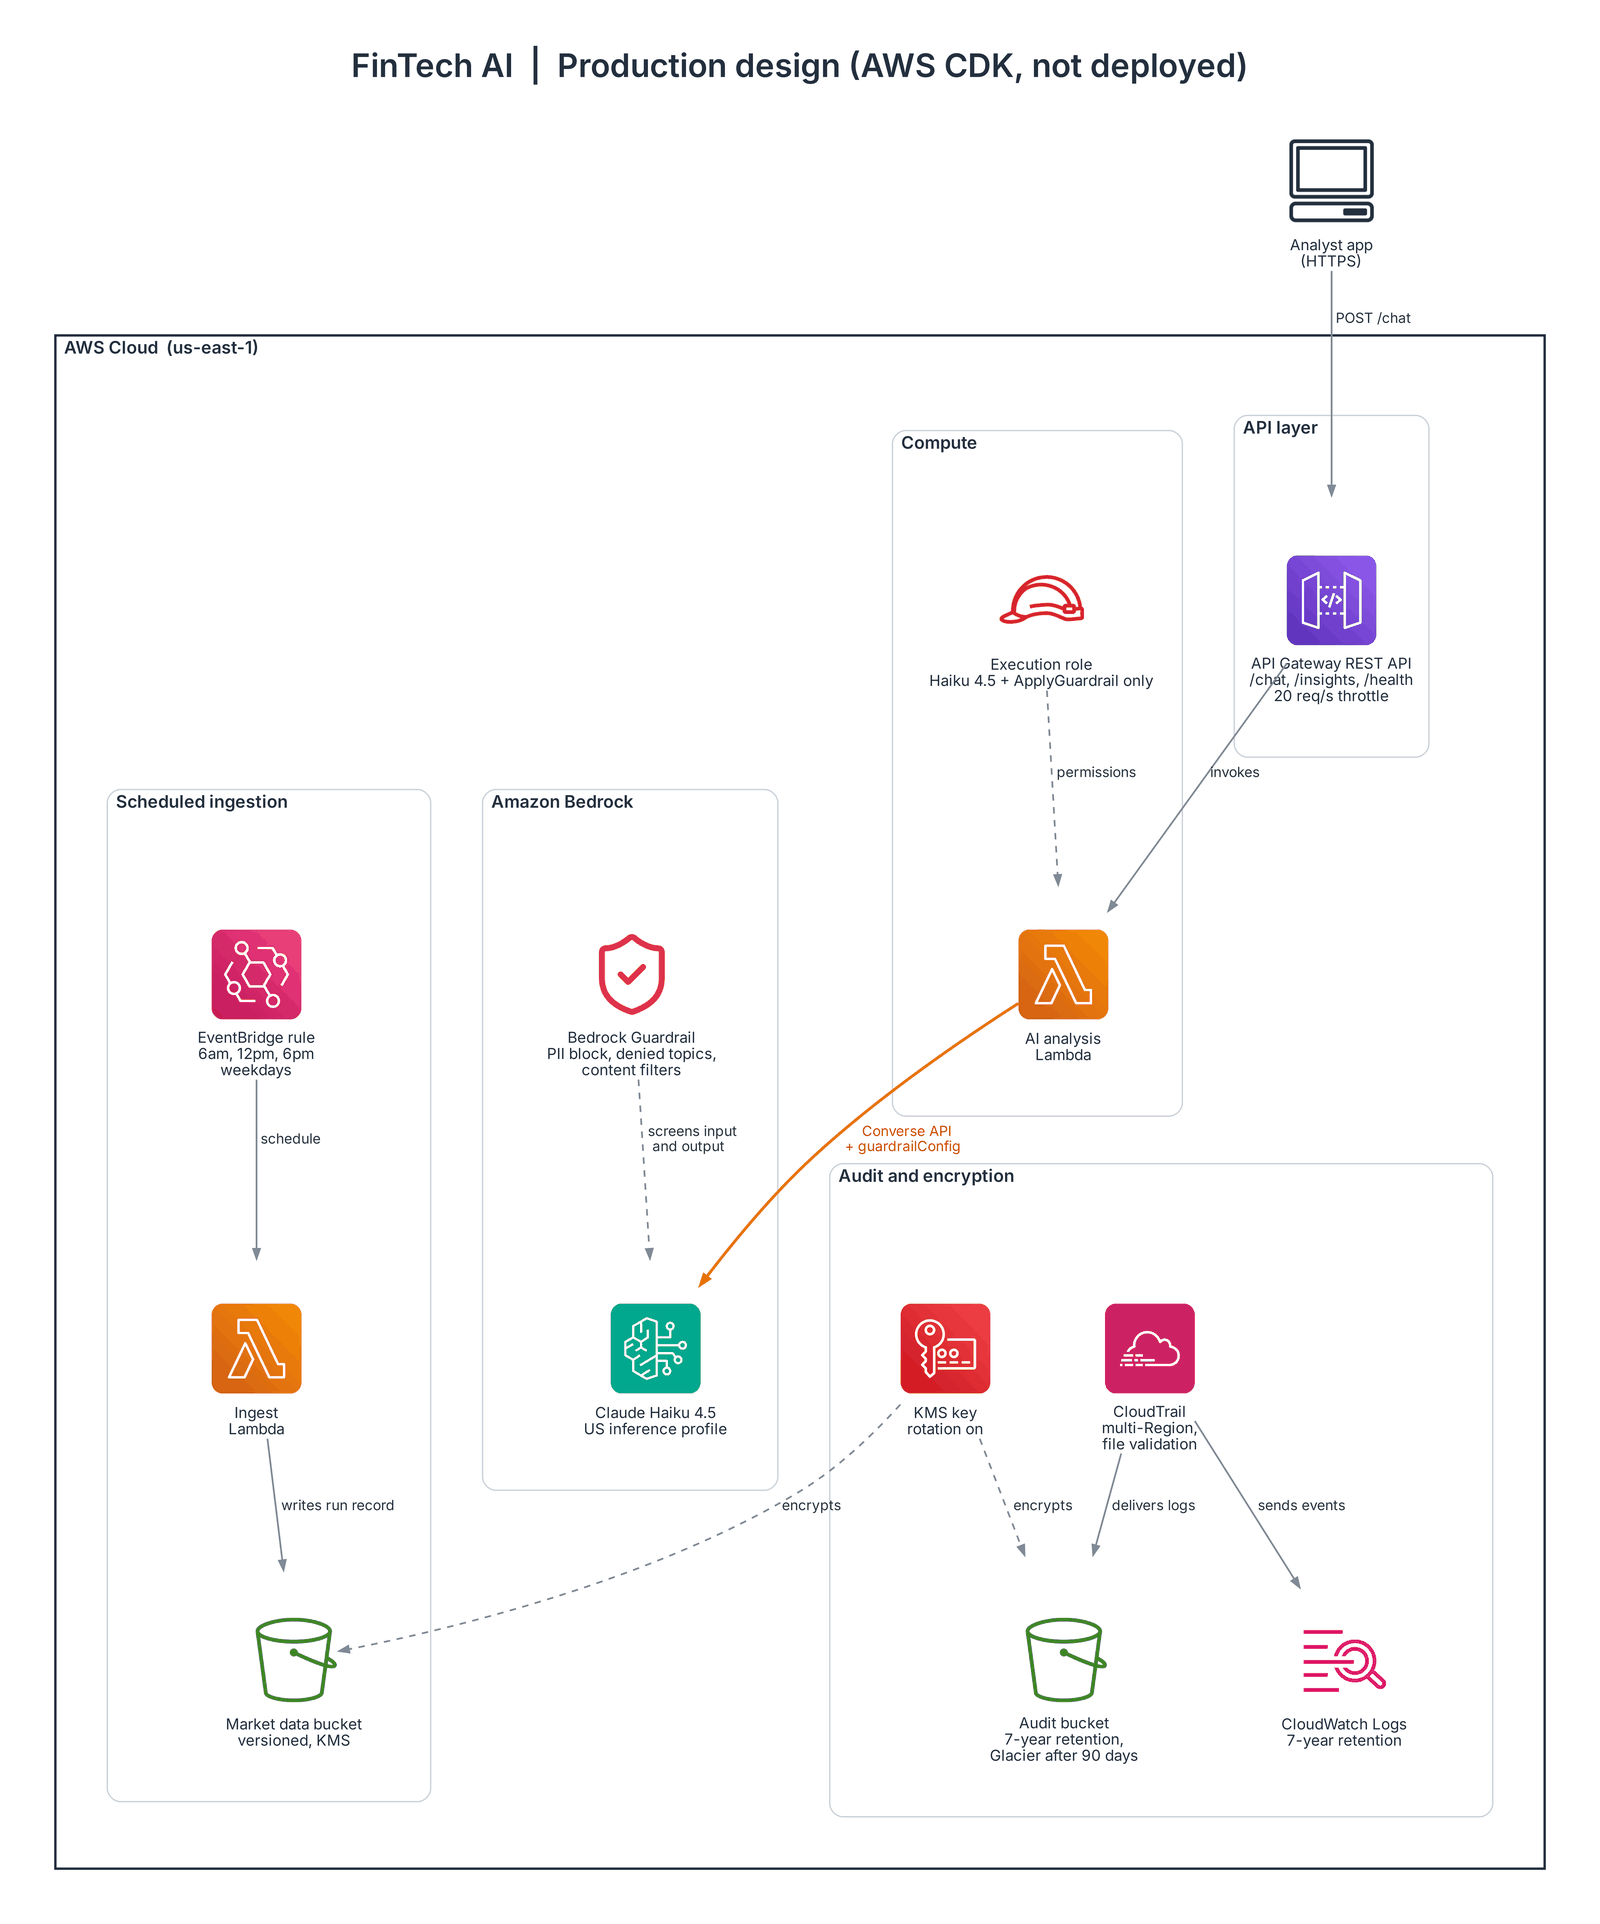 FinTech AI | Production design (AWS CDK, not deployed)
Analyst app
(HTTPS)
POST /chat
AWS Cloud (us-east-1)
API layer
Compute
Execution role
Haiku 4.5 + ApplyGuardrail only
API Gateway REST API
/chat, /insights, /health
20 req/s throttle
permissions
invokes
Scheduled ingestion
Amazon Bedrock
EventBridge rule
6am, 12pm, 6pm
weekdays
Bedrock Guardrail
PII block, denied topics,
content filters
AI analysis
Lambda
schedule
screens input
and output
Converse API
+ guardrailConfig
Audit and encryption
Ingest
Lambda
Claude Haiku 4.5
US inference profile
KMS key
rotation on
CloudTrail
multi-Region,
file validation
writes run record
encrypts
encrypts
delivers logs
sends events
Market data bucket
versioned, KMS
Audit bucket
7-year retention,
Glacier after 90 days
CloudWatch Logs
7-year retention